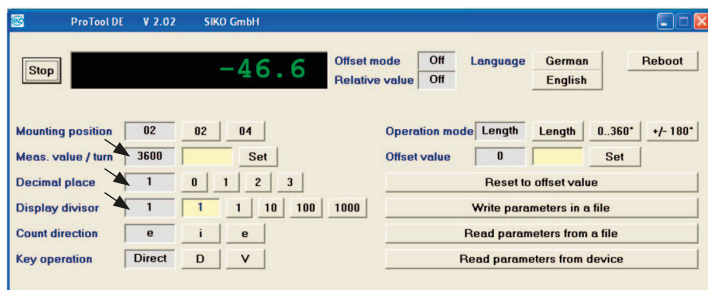 ProTool DE V 2.02 SIKO GmbH
Stop -46.6 Offset mode Off Language German Reboot
Relative value Off English
Mounting position 02 02 04 Operation mode Length Length 0..360° +/- 180°
Meas. value / turn 3600 Set Offset value 0 Set
Decimal place 1 0 1 2 3 Reset to offset value
Display divisor 1 1 1 10 100 1000 Write parameters in a file
Count direction e i e Read parameters from a file
Key operation Direct D V Read parameters from device